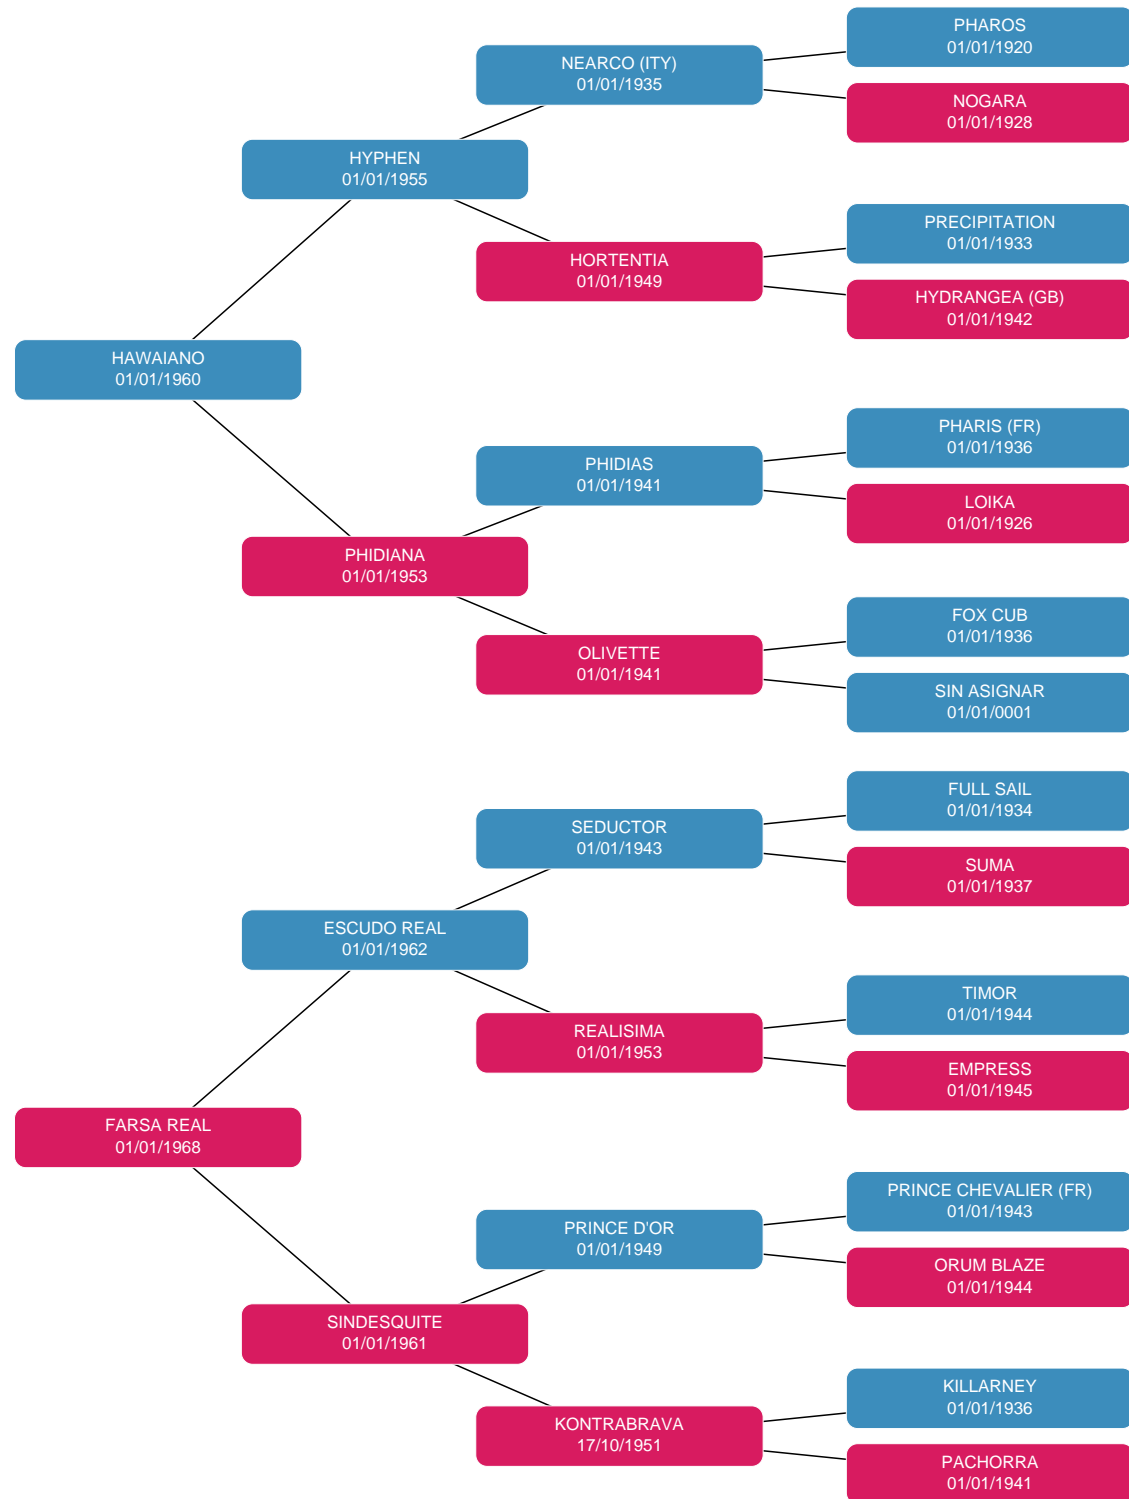 PHAROS
01/01/1920
NEARCO (ITY)
01/01/1935
NOGARA
01/01/1928
HYPHEN
01/01/1955
PRECIPITATION
01/01/1933
HORTENTIA
01/01/1949
HYDRANGEA (GB)
01/01/1942
HAWAIANO
01/01/1960
PHARIS (FR)
01/01/1936
PHIDIAS
01/01/1941
LOIKA
01/01/1926
PHIDIANA
01/01/1953
FOX CUB
01/01/1936
OLIVETTE
01/01/1941
SIN ASIGNAR
01/01/0001
FULL SAIL
01/01/1934
SEDUCTOR
01/01/1943
SUMA
01/01/1937
ESCUDO REAL
01/01/1962
TIMOR
01/01/1944
REALISIMA
01/01/1953
EMPRESS
01/01/1945
FARSA REAL
01/01/1968
PRINCE CHEVALIER (FR)
01/01/1943
PRINCE D'OR
01/01/1949
ORUM BLAZE
01/01/1944
SINDESQUITE
01/01/1961
KILLARNEY
01/01/1936
KONTRABRAVA
17/10/1951
PACHORRA
01/01/1941